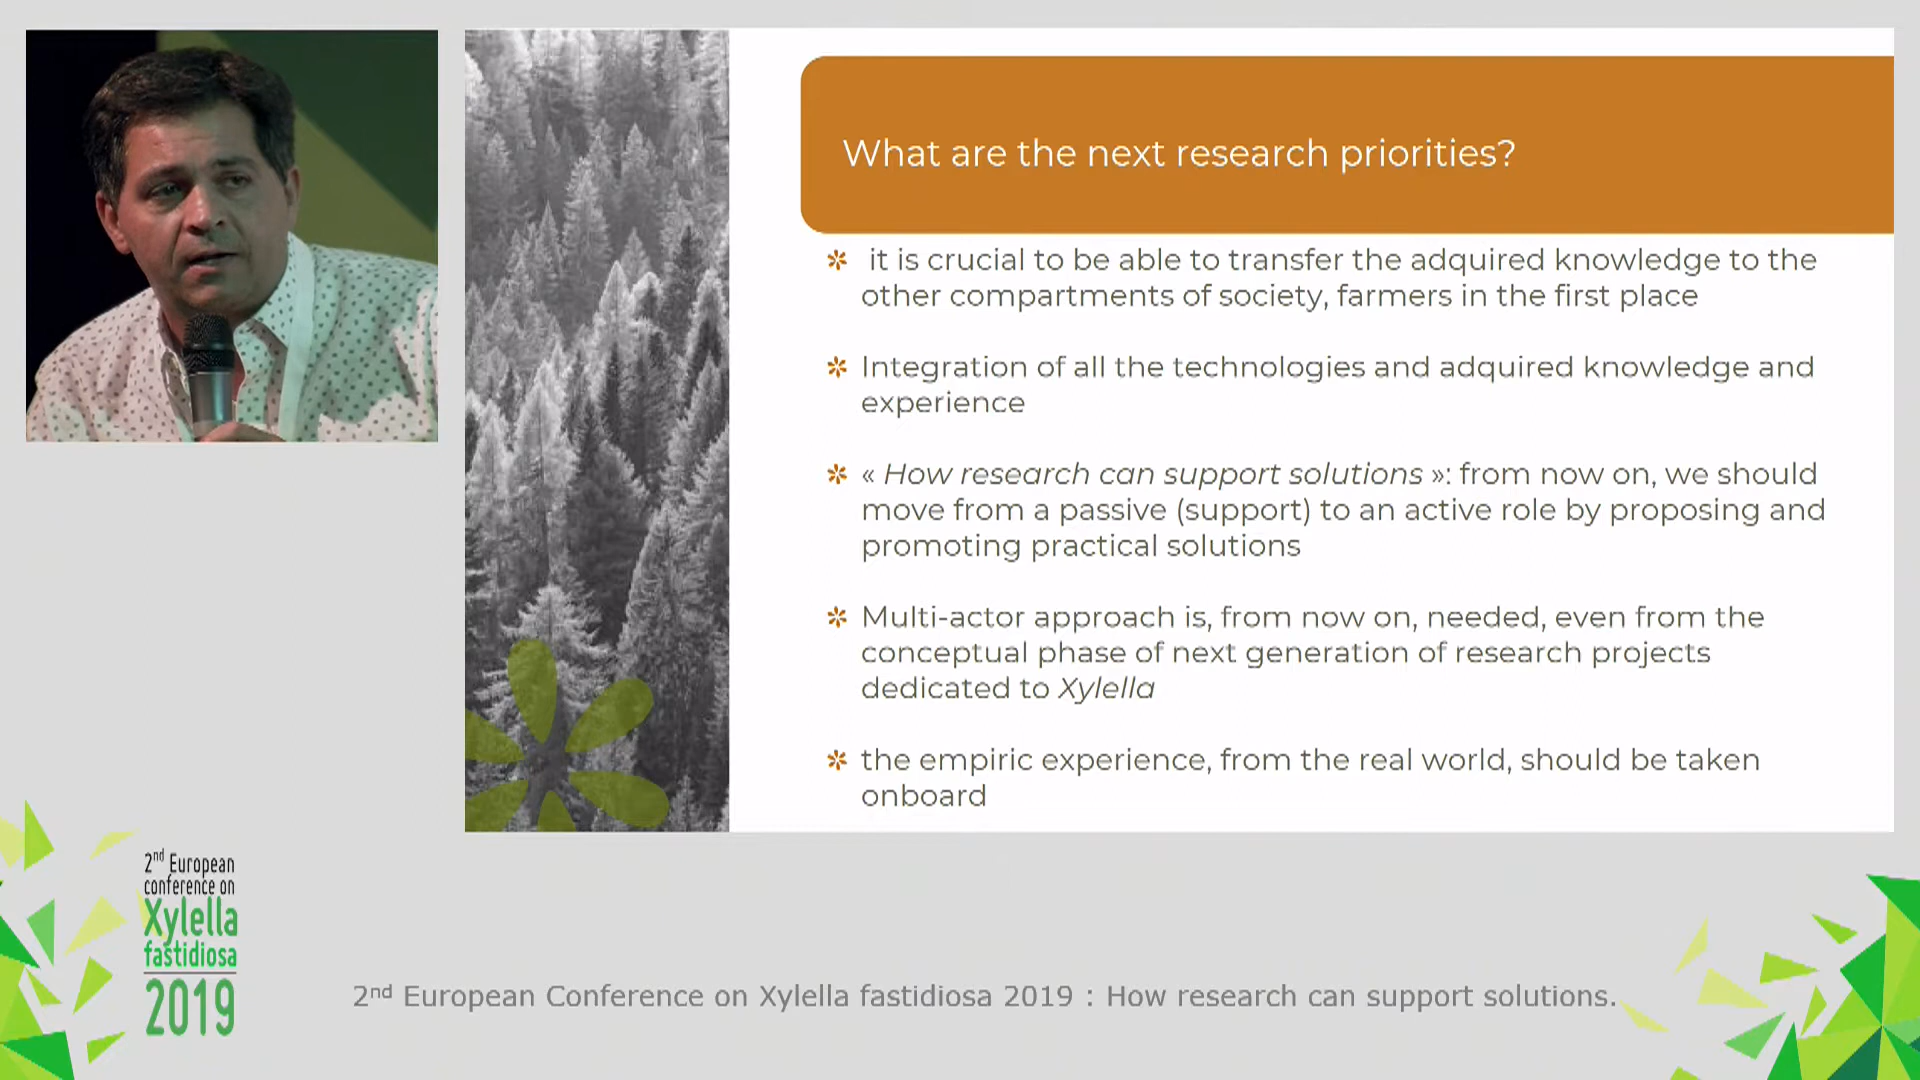 What are the next research priorities?
it is crucial to be able to transfer the adquired knowledge to the
other compartments of society, farmers in the first place
Integration of all the technologies and adquired knowledge and
experience
« How research can support solutions »: from now on, we should
move from a passive (support) to an active role by proposing and
promoting practical solutions
Multi-actor approach is, from now on, needed, even from the
conceptual phase of next generation of research projects
dedicated to Xylella
the empiric experience, from the real world, should be taken
onboard
2nd European
conference on
Xylella
fastidiosa
2019
2nd European Conference on Xylella fastidiosa 2019 : How research can support solutions.